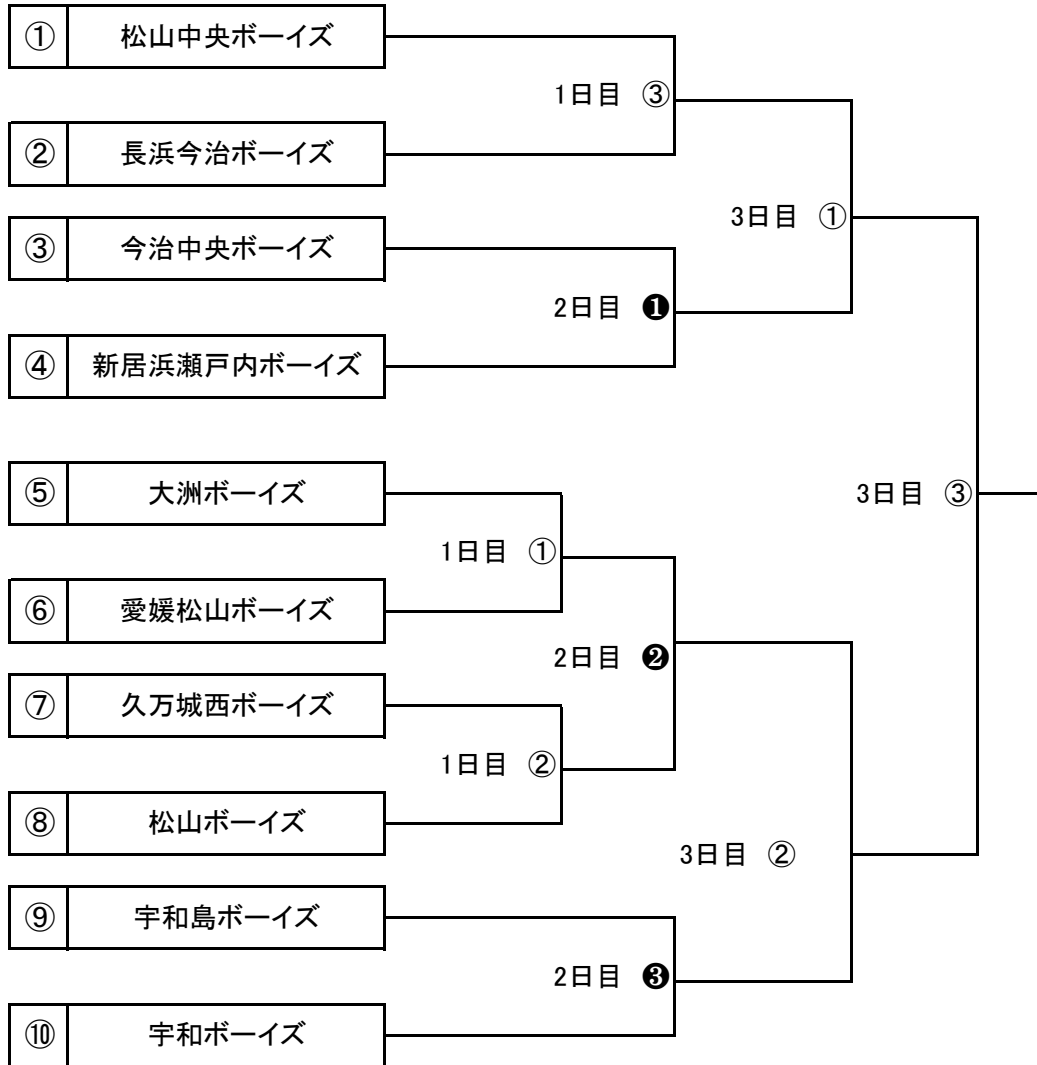 ① 松山中央ボーイズ
1日目 ③
② 長浜今治ボーイズ
3日目 ①
③ 今治中央ボーイズ
2日目 ❶
④ 新居浜瀬戸内ボーイズ
⑤ 大洲ボーイズ
3日目 ③
1日目 ①
⑥ 愛媛松山ボーイズ
2日目 ❷
⑦ 久万城西ボーイズ
1日目 ②
⑧ 松山ボーイズ
3日目 ②
⑨ 宇和島ボーイズ
2日目 ❸
⑩ 宇和ボーイズ